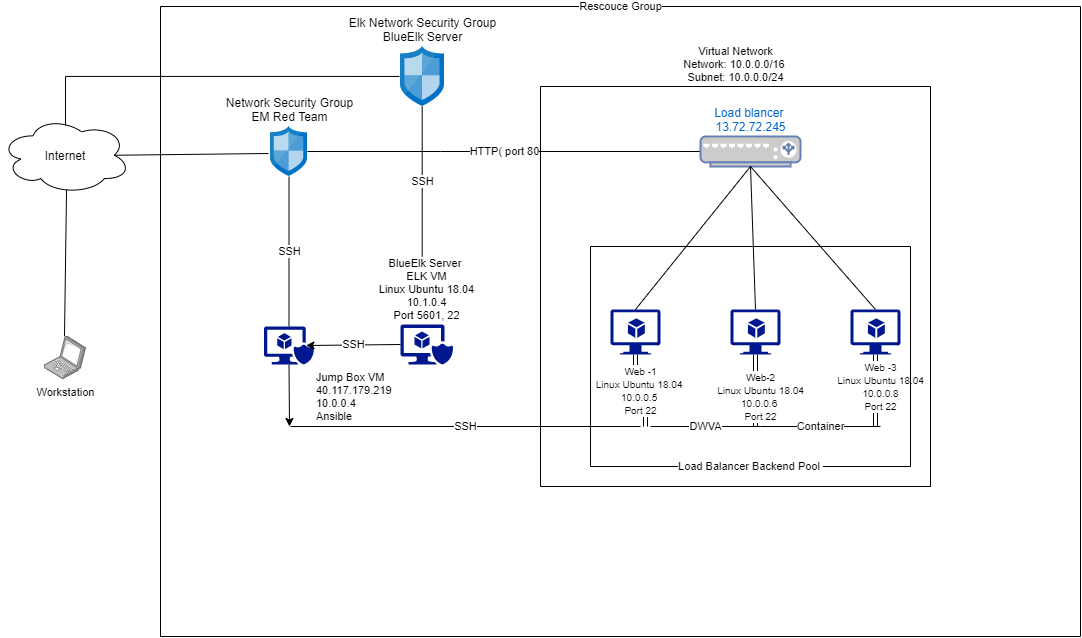 Rescouce Group
Elk Network Security Group
BlueElk Server
Virtual Network
Network: 10.0.0.0/16
Subnet: 10.0.0.0/24
Network Security Group
EM Red Team
Load blancer
13.72.72.245
Internet
HTTP( port 80
SSH
SSH
BlueElk Server
ELK VM
Linux Ubuntu 18.04
10.1.0.4
Port 5601, 22
SSH
Workstation
Jump Box VM
40.117.179.219
10.0.0.4
Ansible
Web -1
Linux Ubuntu 18.04
10.0.0.5
Port 22
Web-2
Linux Ubuntu 18.04
10.0.0.6
Port 22
Web -3
Linux Ubuntu 18.04
10.0.0.8
Port 22
SSH
DWVA
Container
Load Balancer Backend Pool